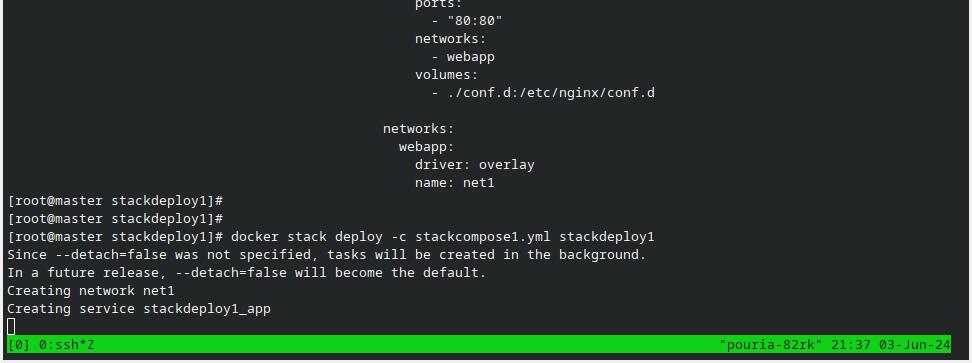 ports:
- "80:80"
networks:
- webapp
volumes:
- ./conf.d:/etc/nginx/conf.d
networks:
webapp:
driver: overlay
name: net1
[root@master stackdeploy1]#
[root@master stackdeploy1]#
[root@master stackdeploy1]# docker stack deploy -c stackcompose1.yml stackdeploy1
Since --detach=false was not specified, tasks will be created in the background.
In a future release, --detach=false will become the default.
Creating network net1
Creating service stackdeploy1_app
[0] 0:ssh*Z "pouria-82rk" 21:37 03-Jun-24